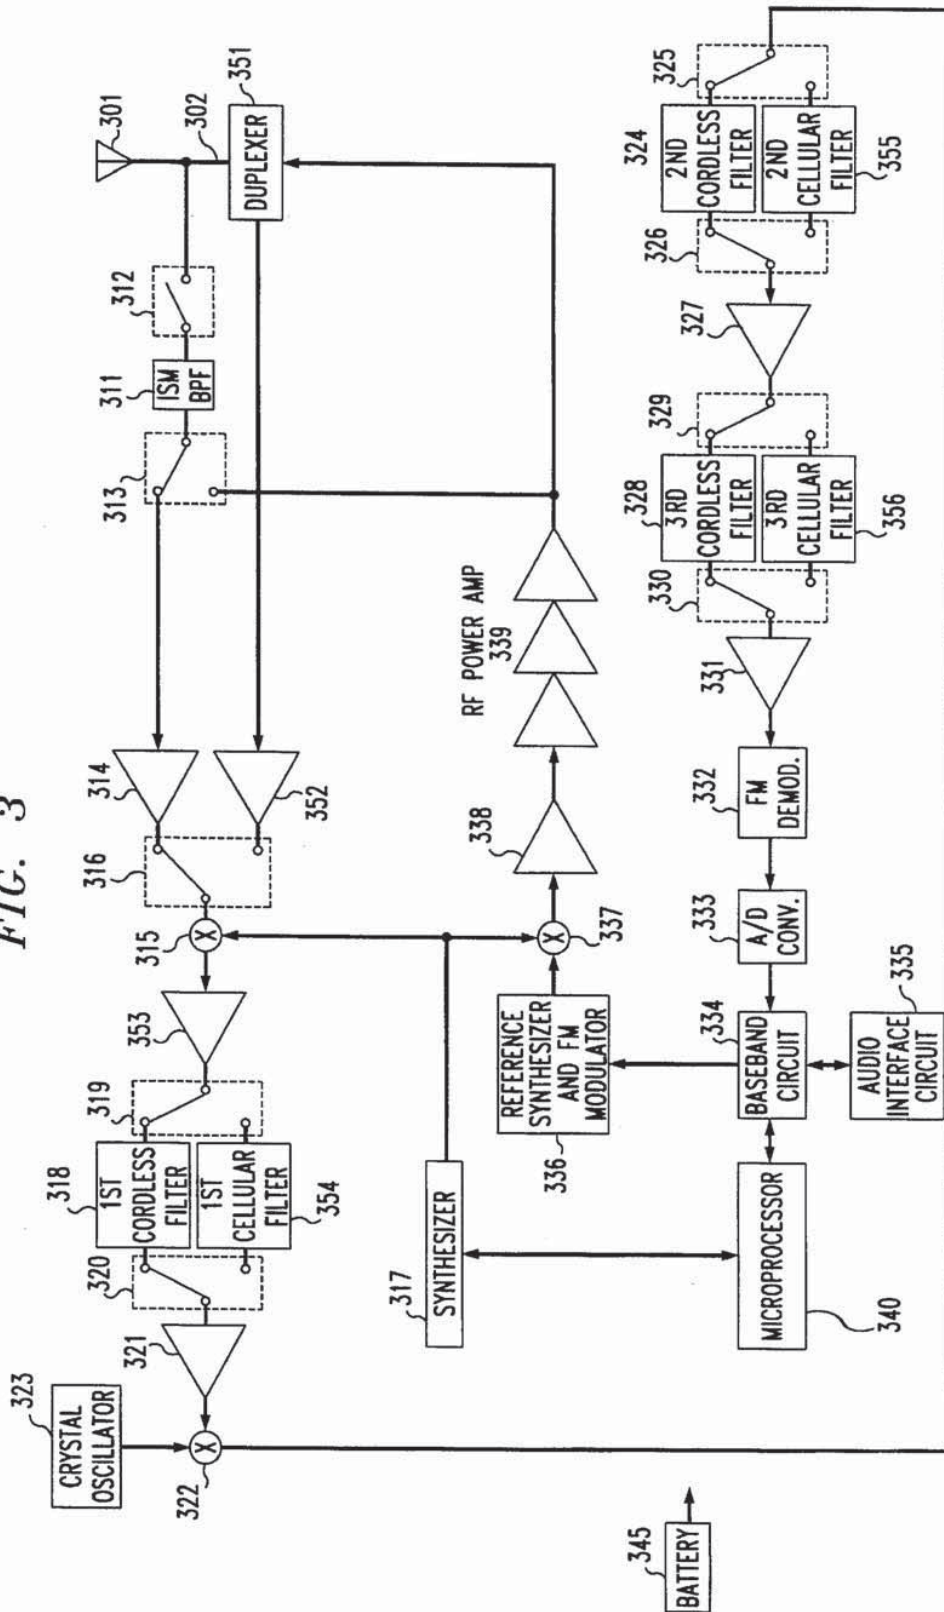 FIG. 3
323
CRYSTAL
OSCILLATOR
322
321
320
318
1ST
CORDLESS
FILTER
1ST
CELLULAR
FILTER
354
319
353
315
316
314
352
313
311
ISM
BPF
312
301
302
351
DUPLEXER
317
SYNTHESIZER
REFERENCE
SYNTHESIZER
AND FM
MODULATOR
336
337
338
RF POWER AMP
339
345
BATTERY
MICROPROCESSOR
340
334
BASEBAND
CIRCUIT
AUDIO
INTERFACE
CIRCUIT
335
333
A/D
CONV.
332
FM
DEMOD.
331
330
328
3RD
CORDLESS
FILTER
3RD
CELLULAR
FILTER
356
329
327
326
324
2ND
CORDLESS
FILTER
2ND
CELLULAR
FILTER
355
325